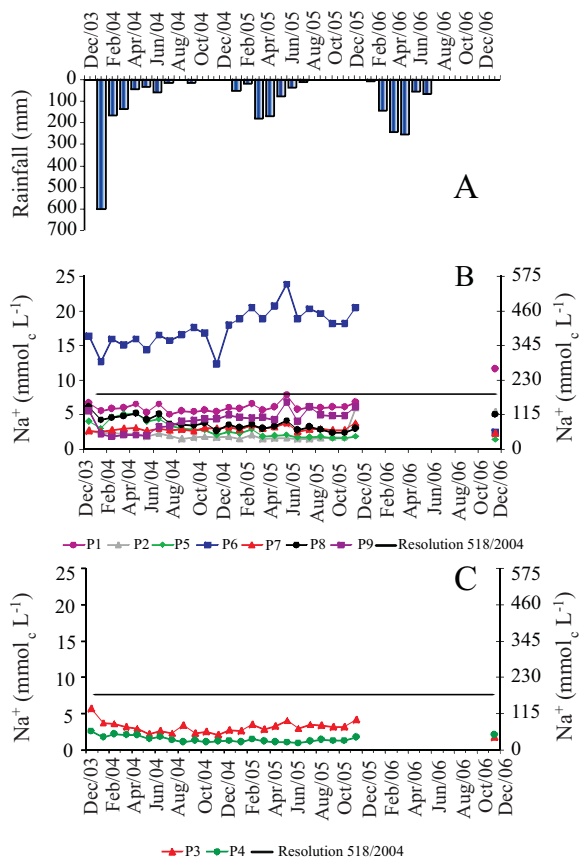 Dec/03 Feb/04 Apr/04 Jun/04 Aug/04 Oct/04 Dec/04 Feb/05 Apr/05 Jun/05 Aug/05 Oct/05 Dec/05 Feb/06 Apr/06 Jun/06 Aug/06 Oct/06 Dec/06
Rainfall (mm)
0
100
200
300
400
500
600
700
A
B
Na+ (mmolc L-1)
25
20
15
10
5
0
575
460
345
230
115
0
Na+ (mmolc L-1)
Dec/03 Feb/04 Apr/04 Jun/04 Aug/04 Oct/04 Dec/04 Feb/05 Apr/05 Jun/05 Aug/05 Oct/05 Dec/05 Feb/06 Apr/06 Jun/06 Aug/06 Oct/06 Dec/06
P1 P2 P5 P6 P7 P8 P9 Resolution 518/2004
C
Na+ (mmolc L-1)
25
20
15
10
5
0
575
460
345
230
115
0
Na+ (mmolc L-1)
Dec/03 Feb/04 Apr/04 Jun/04 Aug/04 Oct/04 Dec/04 Feb/05 Apr/05 Jun/05 Aug/05 Oct/05 Dec/05 Feb/06 Apr/06 Jun/06 Aug/06 Oct/06 Dec/06
P3 P4 Resolution 518/2004